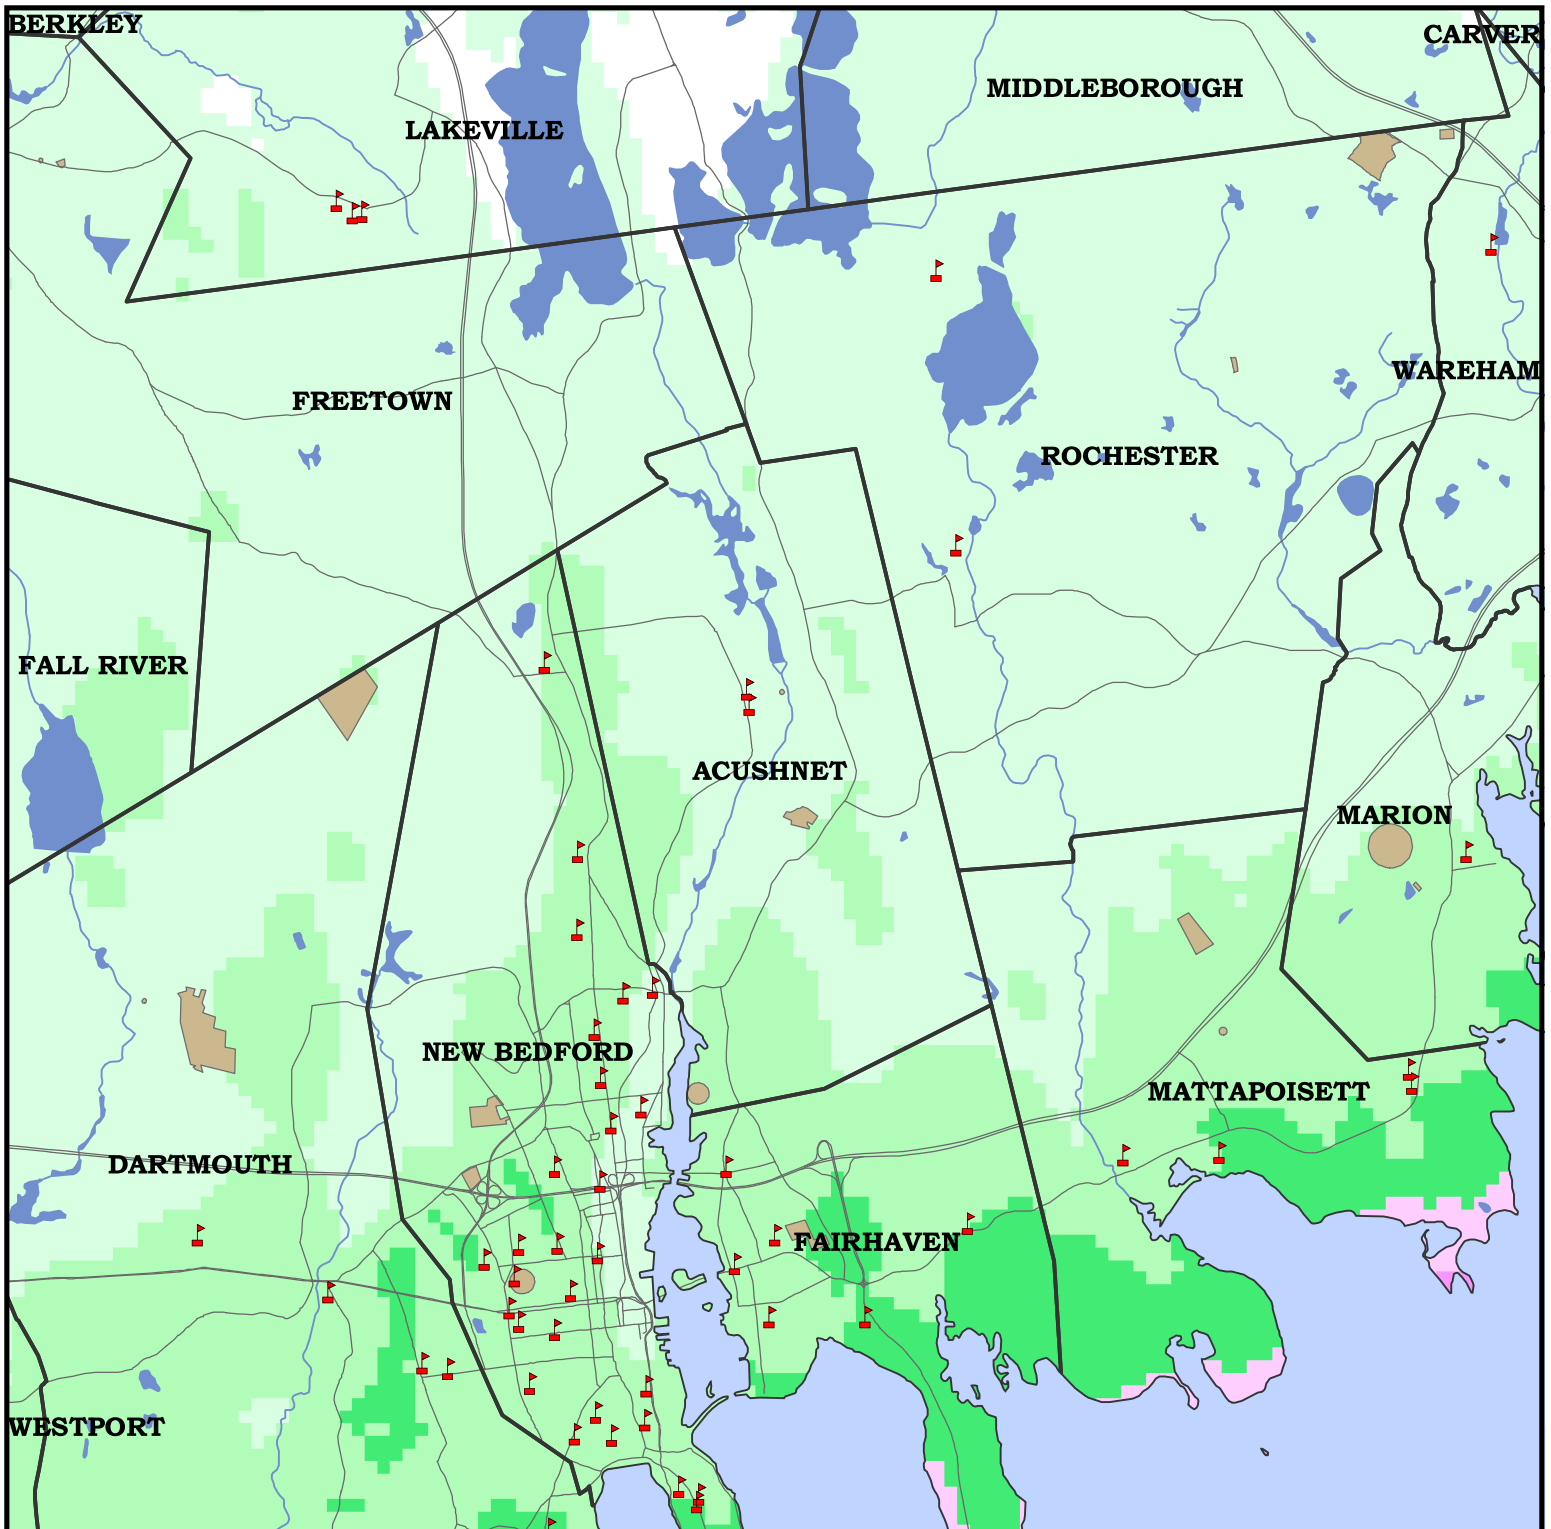 BERKLEY
CARVER
MIDDLEBOROUGH
LAKEVILLE
WAREHAM
FREETOWN
ROCHESTER
FALL RIVER
ACUSHNET
MARION
NEW BEDFORD
MATTAPOISETT
DARTMOUTH
FAIRHAVEN
WESTPORT